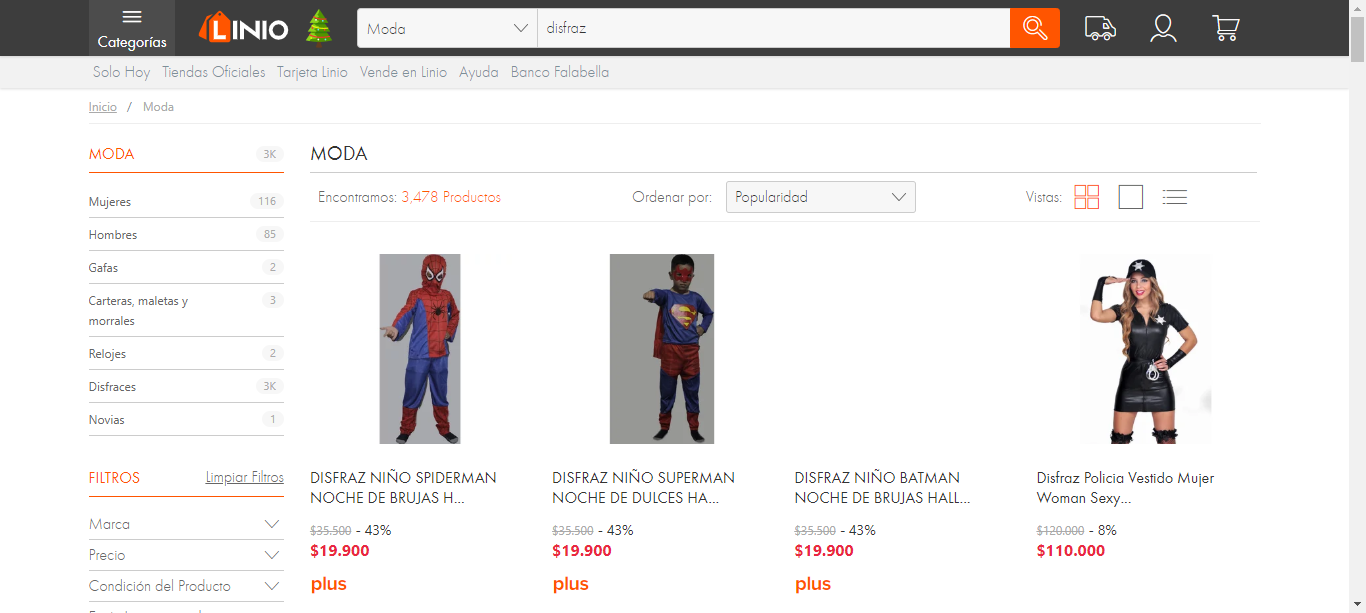 Categorías
LINIO
Moda
disfraz
Solo Hoy Tiendas Oficiales Tarjeta Linio Vende en Linio Ayuda Banco Falabella
Inicio / Moda
MODA 3K
Mujeres 116
Hombres 85
Gafas 2
Carteras, maletas y
morrales 3
Relojes 2
Disfraces 3K
Novias 1
FILTROS Limpiar Filtros
Marca
Precio
Condición del Producto
MODA
Encontramos: 3,478 Productos
Ordenar por: Popularidad
Vistas:
DISFRAZ NIÑO SPIDERMAN
NOCHE DE BRUJAS H...
$35.500 - 43%
$19.900
plus
DISFRAZ NIÑO SUPERMAN
NOCHE DE DULCES HA...
$35.500 - 43%
$19.900
plus
DISFRAZ NIÑO BATMAN
NOCHE DE BRUJAS HALL...
$35.500 - 43%
$19.900
plus
Disfraz Policia Vestido Mujer
Woman Sexy...
$120.000 - 8%
$110.000